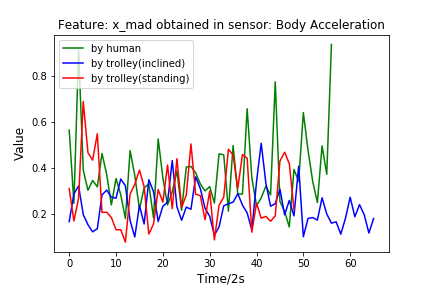 Feature: x_mad obtained in sensor: Body Acceleration
by human
by trolley(inclined)
by trolley(standing)
Value
0.8
0.6
0.4
0.2
0 10 20 30 40 50 60
Time/2s